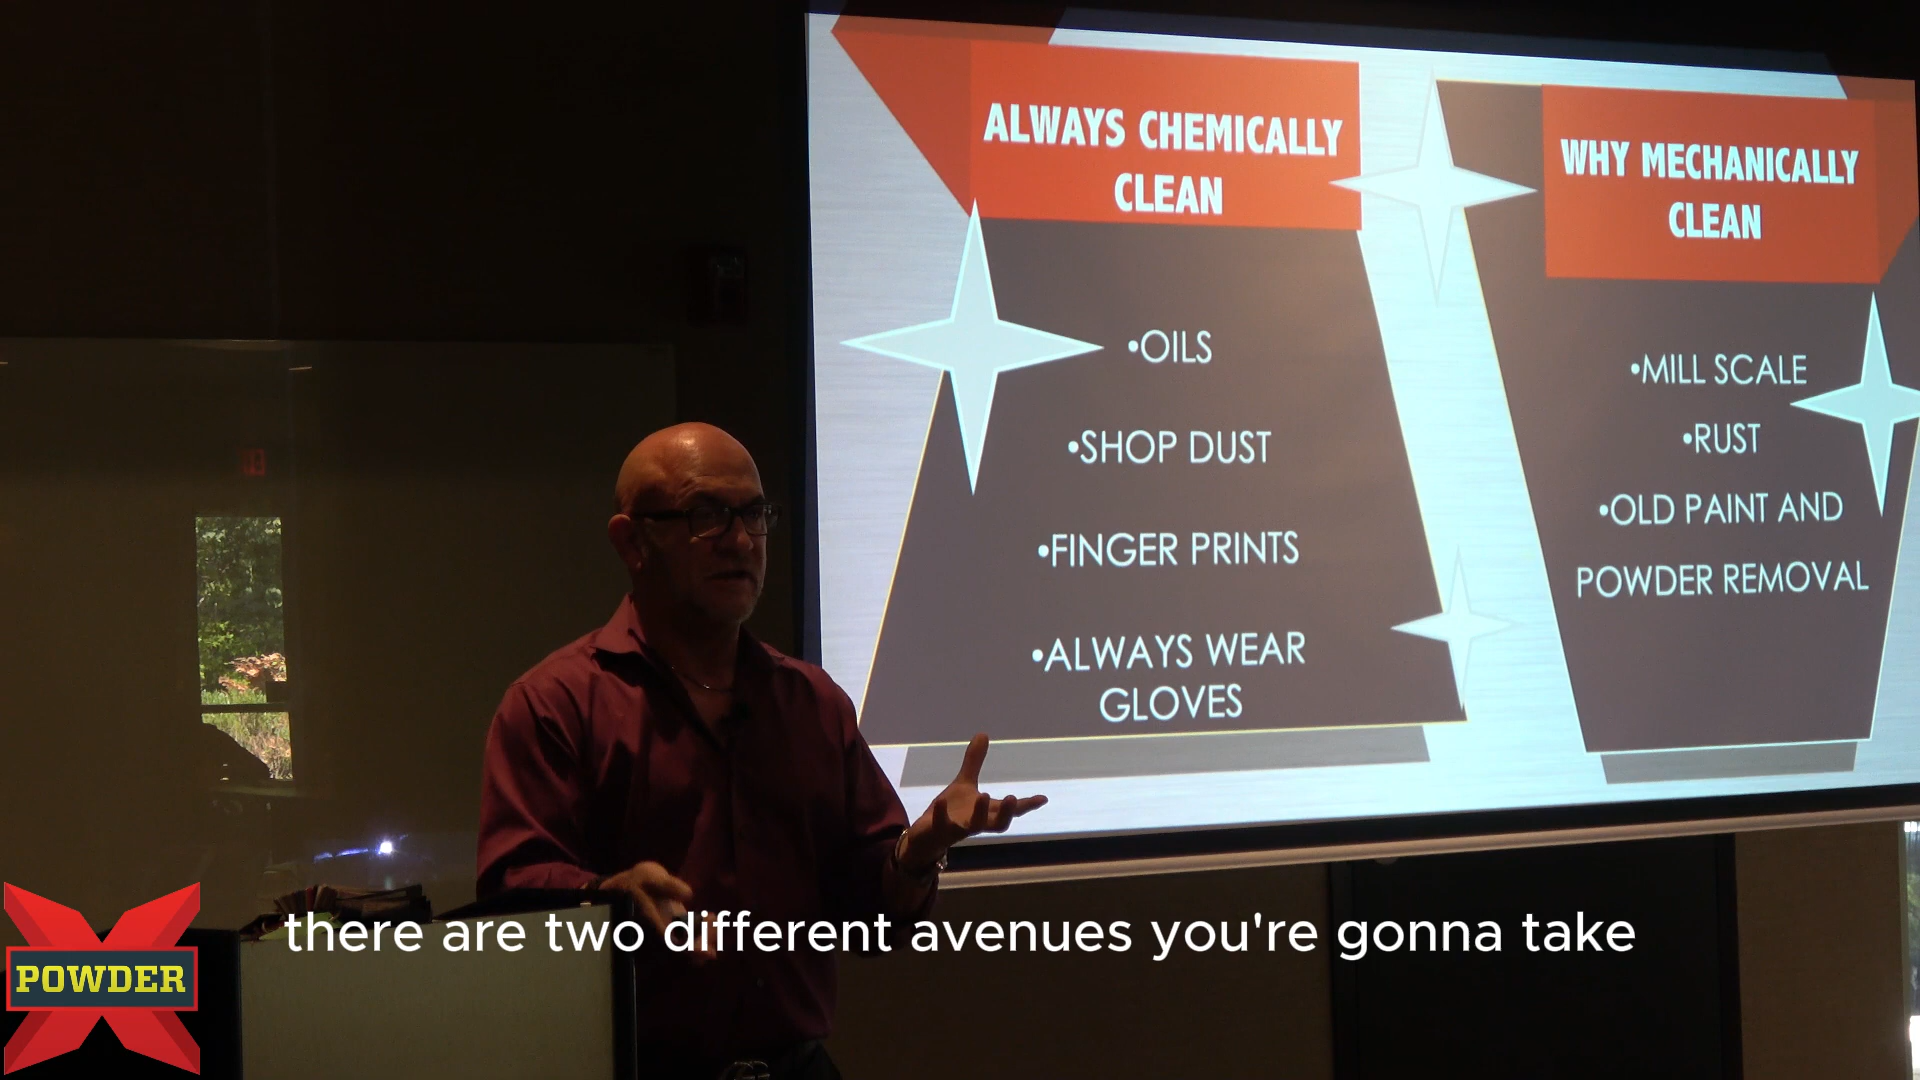 ALWAYS CHEMICALLY
CLEAN
•OILS
•SHOP DUST
•FINGER PRINTS
•ALWAYS WEAR
GLOVES
WHY MECHANICALLY
CLEAN
•MILL SCALE
•RUST
•OLD PAINT AND
POWDER REMOVAL
there are two different avenues you're gonna take
POWDER